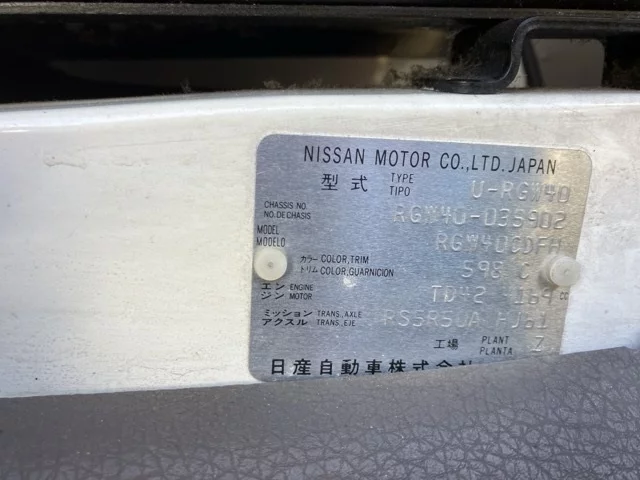 NISSAN MOTOR CO.,LTD.JAPAN
型式 TYPE TIPO U-RGW40
CHASSIS NO. NO.DE CHASIS RGW40-035902
MODEL MODELO RGW40CDFH
カラー COLOR,TRIM トリム COLOR,GUARNICION 598 C
エンジン ENGINE MOTOR TD42 4169 cc
ミッション TRANS.AXLE アクスル TRANS.EJE RS5R50A HJ61
工場 PLANT PLANTA Z
日産自動車株式会